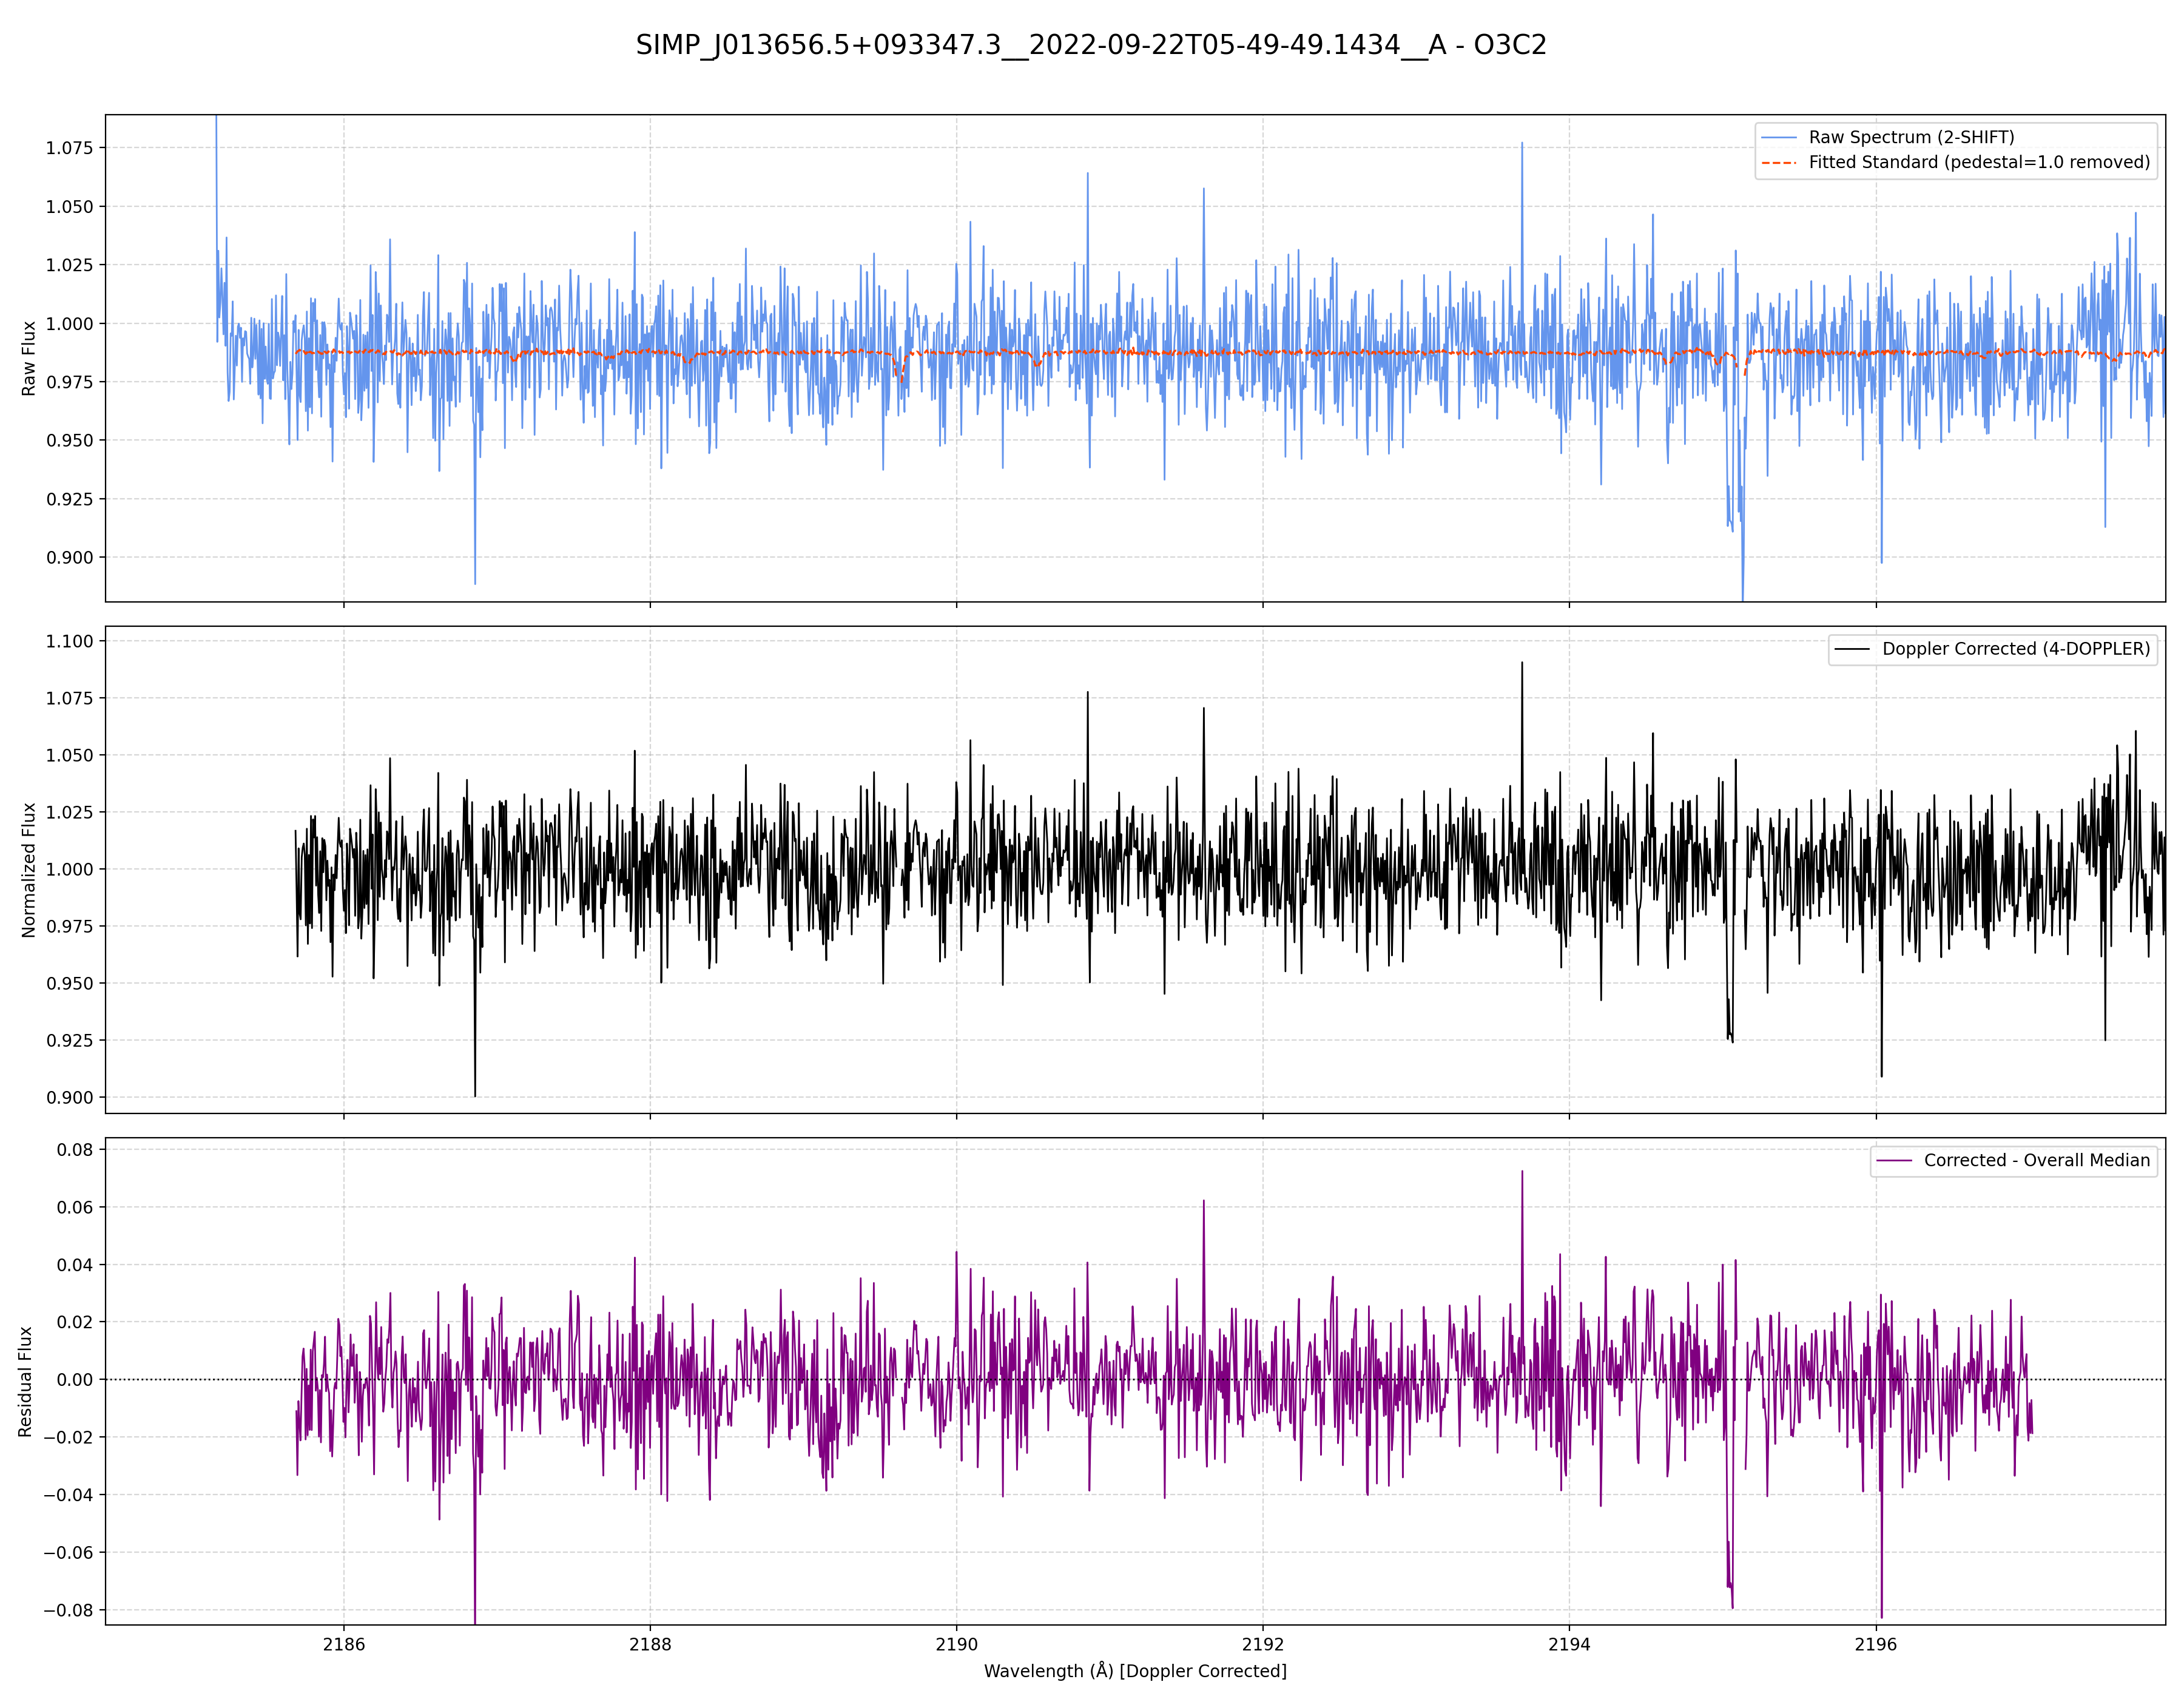 SIMP_J013656.5+093347.3__2022-09-22T05-49-49.1434__A - O3C2
Raw Spectrum (2-SHIFT)
Fitted Standard (pedestal=1.0 removed)
Raw Flux
1.075
1.050
1.025
1.000
0.975
0.950
0.925
0.900
Doppler Corrected (4-DOPPLER)
Normalized Flux
1.100
1.075
1.050
1.025
1.000
0.975
0.950
0.925
0.900
Corrected - Overall Median
Residual Flux
0.08
0.06
0.04
0.02
0.00
−0.02
−0.04
−0.06
−0.08
2186 2188 2190 2192 2194 2196
Wavelength (Å) [Doppler Corrected]